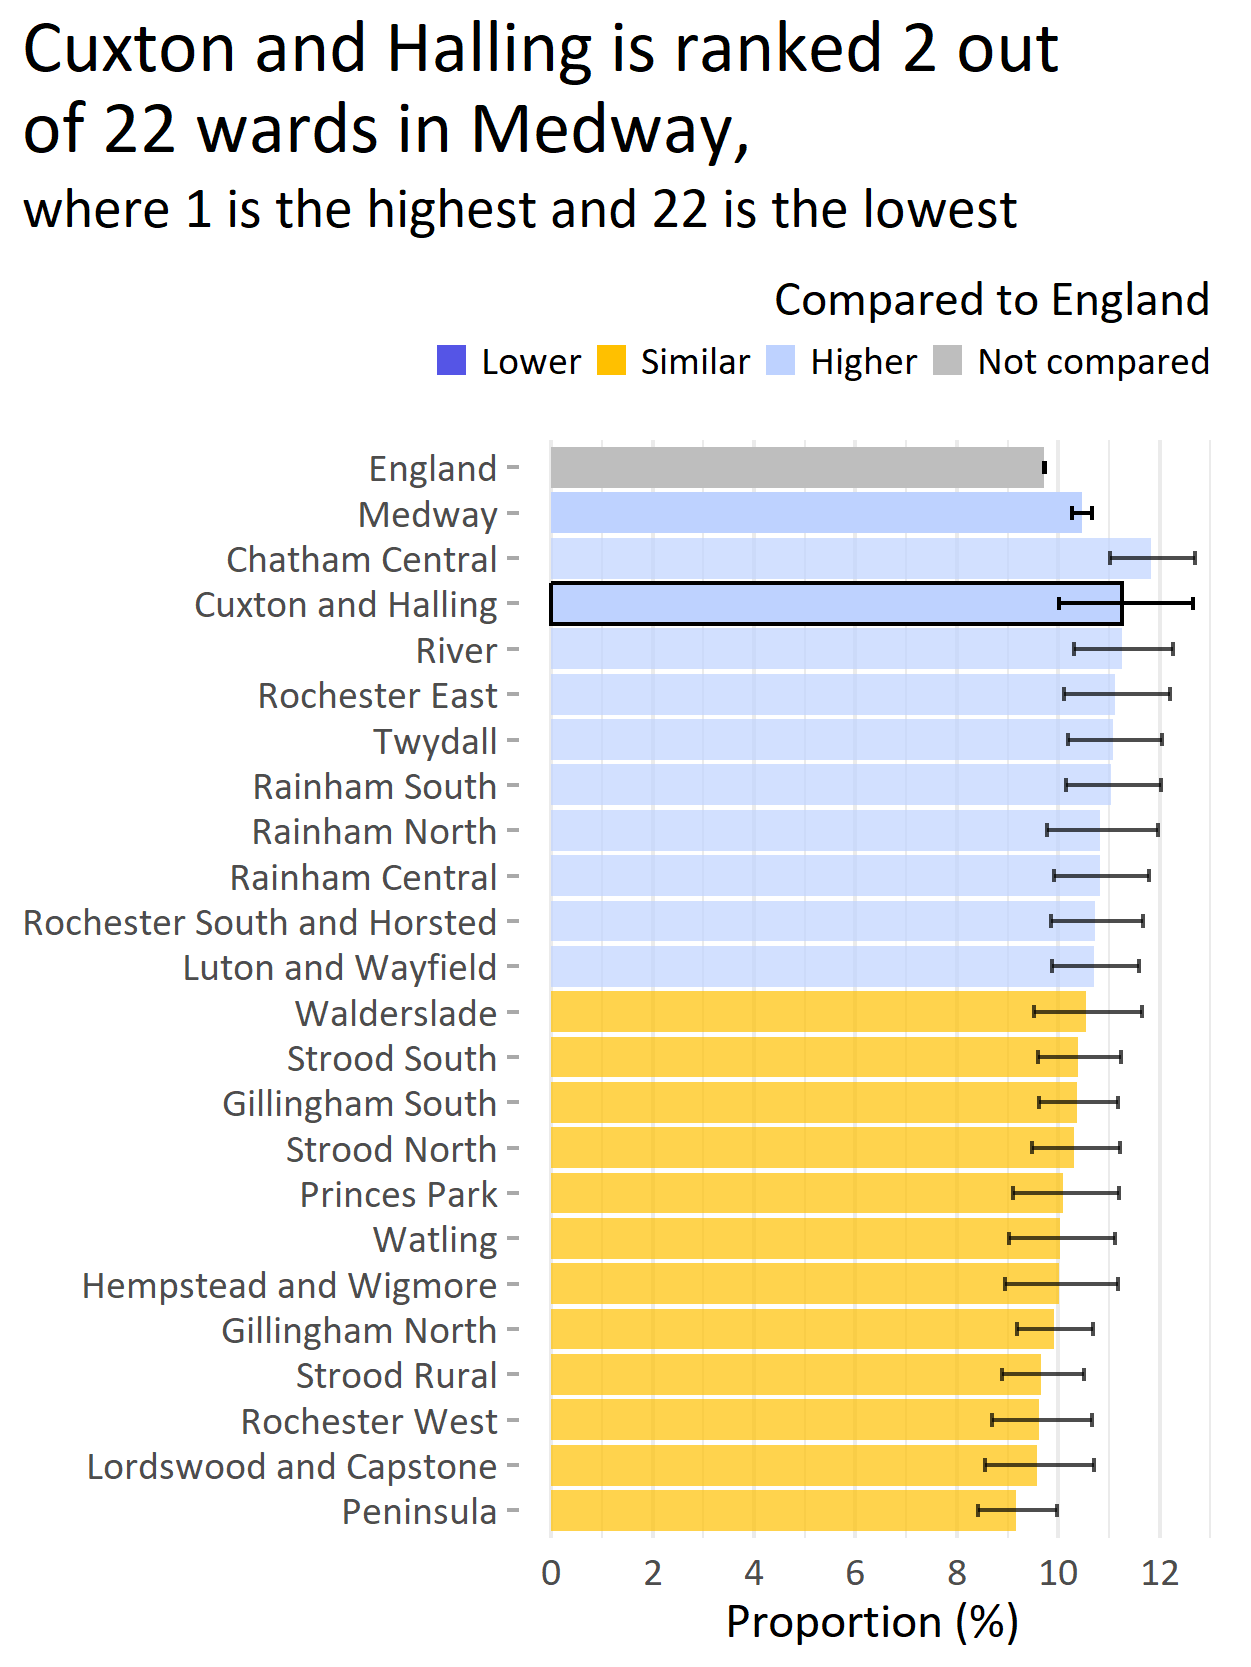 Cuxton and Halling is ranked 2 out
of 22 wards in Medway,
where 1 is the highest and 22 is the lowest
Compared to England
Lower Similar Higher Not compared
England
Medway
Chatham Central
Cuxton and Halling
River
Rochester East
Twydall
Rainham South
Rainham North
Rainham Central
Rochester South and Horsted
Luton and Wayfield
Walderslade
Strood South
Gillingham South
Strood North
Princes Park
Watling
Hempstead and Wigmore
Gillingham North
Strood Rural
Rochester West
Lordswood and Capstone
Peninsula
0 2 4 6 8 10 12
Proportion (%)